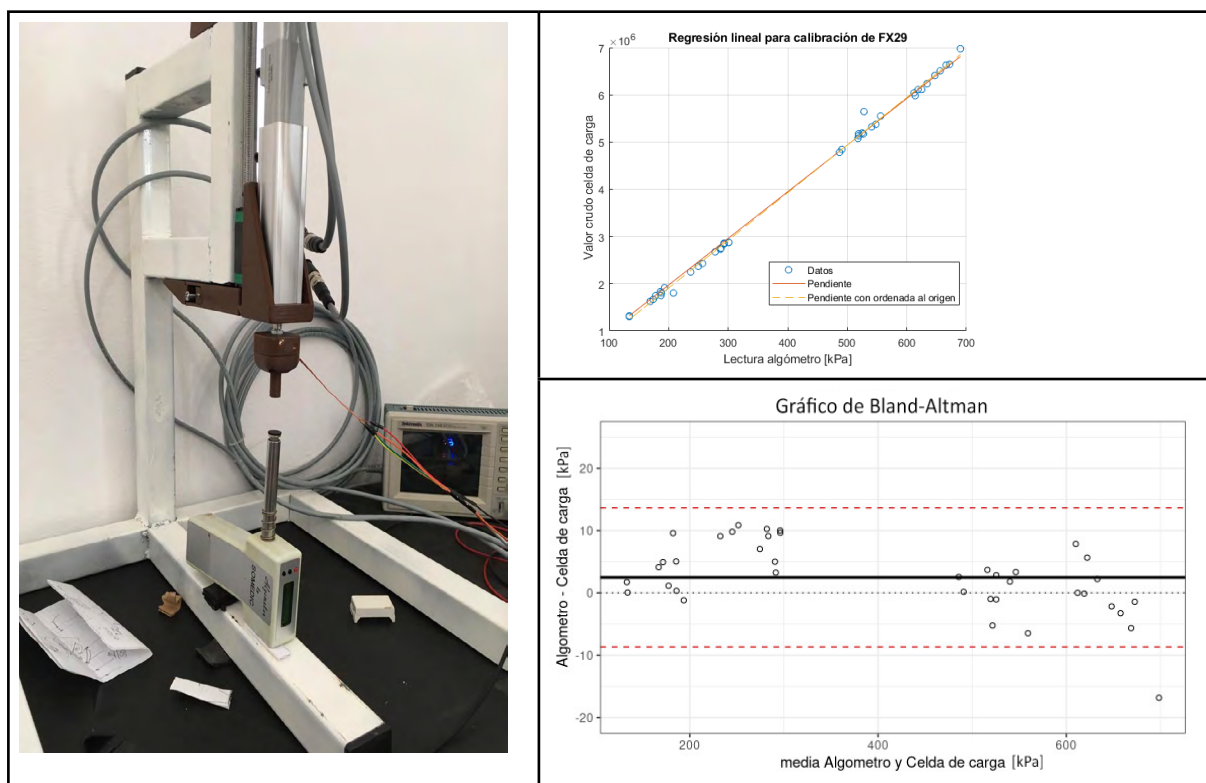 Tektronix
algometer
BIOMEDIC
Regresión lineal para calibración de FX29
×10⁶
7
6
5
4
3
2
1
Valor crudo celda de carga
Datos
Pendiente
Pendiente con ordenada al origen
100 200 300 400 500 600 700
Lectura algómetro [kPa]
Gráfico de Bland-Altman
20
10
0
-10
-20
Algometro - Celda de carga [kPa]
200 400 600
media Algometro y Celda de carga [kPa]